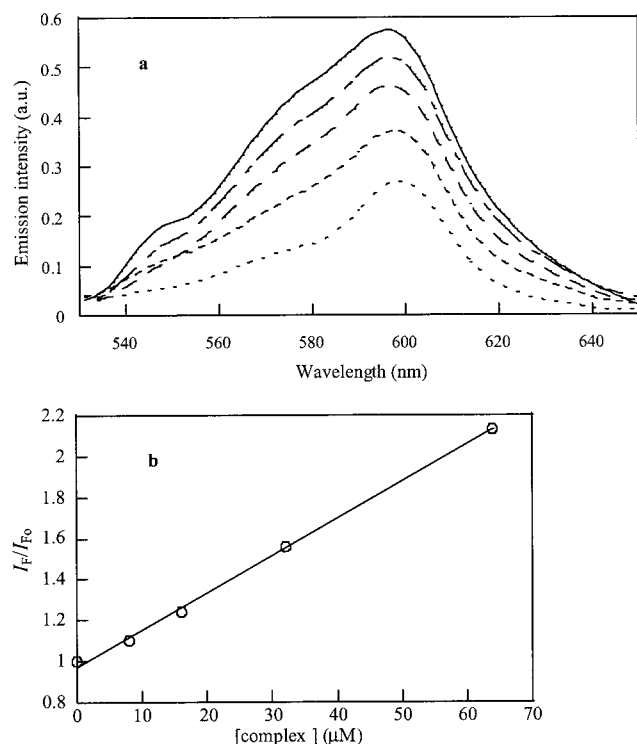 0.6
a
0.5
0.4
0.3
0.2
0.1
0
Emission intensity (a.u.)
540 560 580 600 620 640
Wavelength (nm)
2.2
b
2
1.8
1.6
1.4
1.2
1
0.8
I_F/I_Fo
0 10 20 30 40 50 60 70
[complex ] (μM)